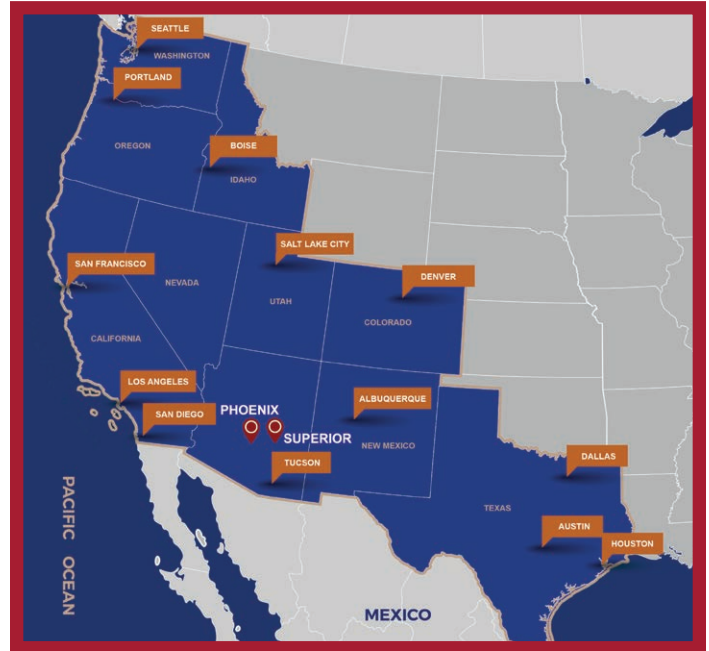 SEATTLE
WASHINGTON
PORTLAND
OREGON
BOISE
IDAHO
SALT LAKE CITY
SAN FRANCISCO
NEVADA
DENVER
UTAH
COLORADO
CALIFORNIA
LOS ANGELES
ALBUQUERQUE
SAN DIEGO
PHOENIX
SUPERIOR
NEW MEXICO
TUCSON
DALLAS
TEXAS
AUSTIN
HOUSTON
PACIFIC OCEAN
MEXICO